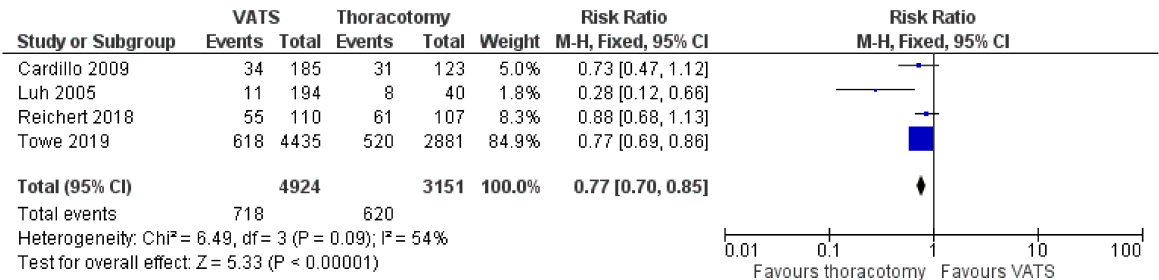 VATS Thoracotomy Risk Ratio Risk Ratio
Study or Subgroup Events Total Events Total Weight M-H, Fixed, 95% CI M-H, Fixed, 95% CI
Cardillo 2009 34 185 31 123 5.0% 0.73 [0.47, 1.12]
Luh 2005 11 194 8 40 1.8% 0.28 [0.12, 0.66]
Reichert 2018 55 110 61 107 8.3% 0.88 [0.68, 1.13]
Towe 2019 618 4435 520 2881 84.9% 0.77 [0.69, 0.86]
Total (95% CI) 4924 3151 100.0% 0.77 [0.70, 0.85]
Total events 718 620
Heterogeneity: Chi² = 6.49, df = 3 (P = 0.09); I² = 54%
Test for overall effect: Z = 5.33 (P < 0.00001)
0.01 0.1 1 10 100
Favours thoracotomy Favours VATS